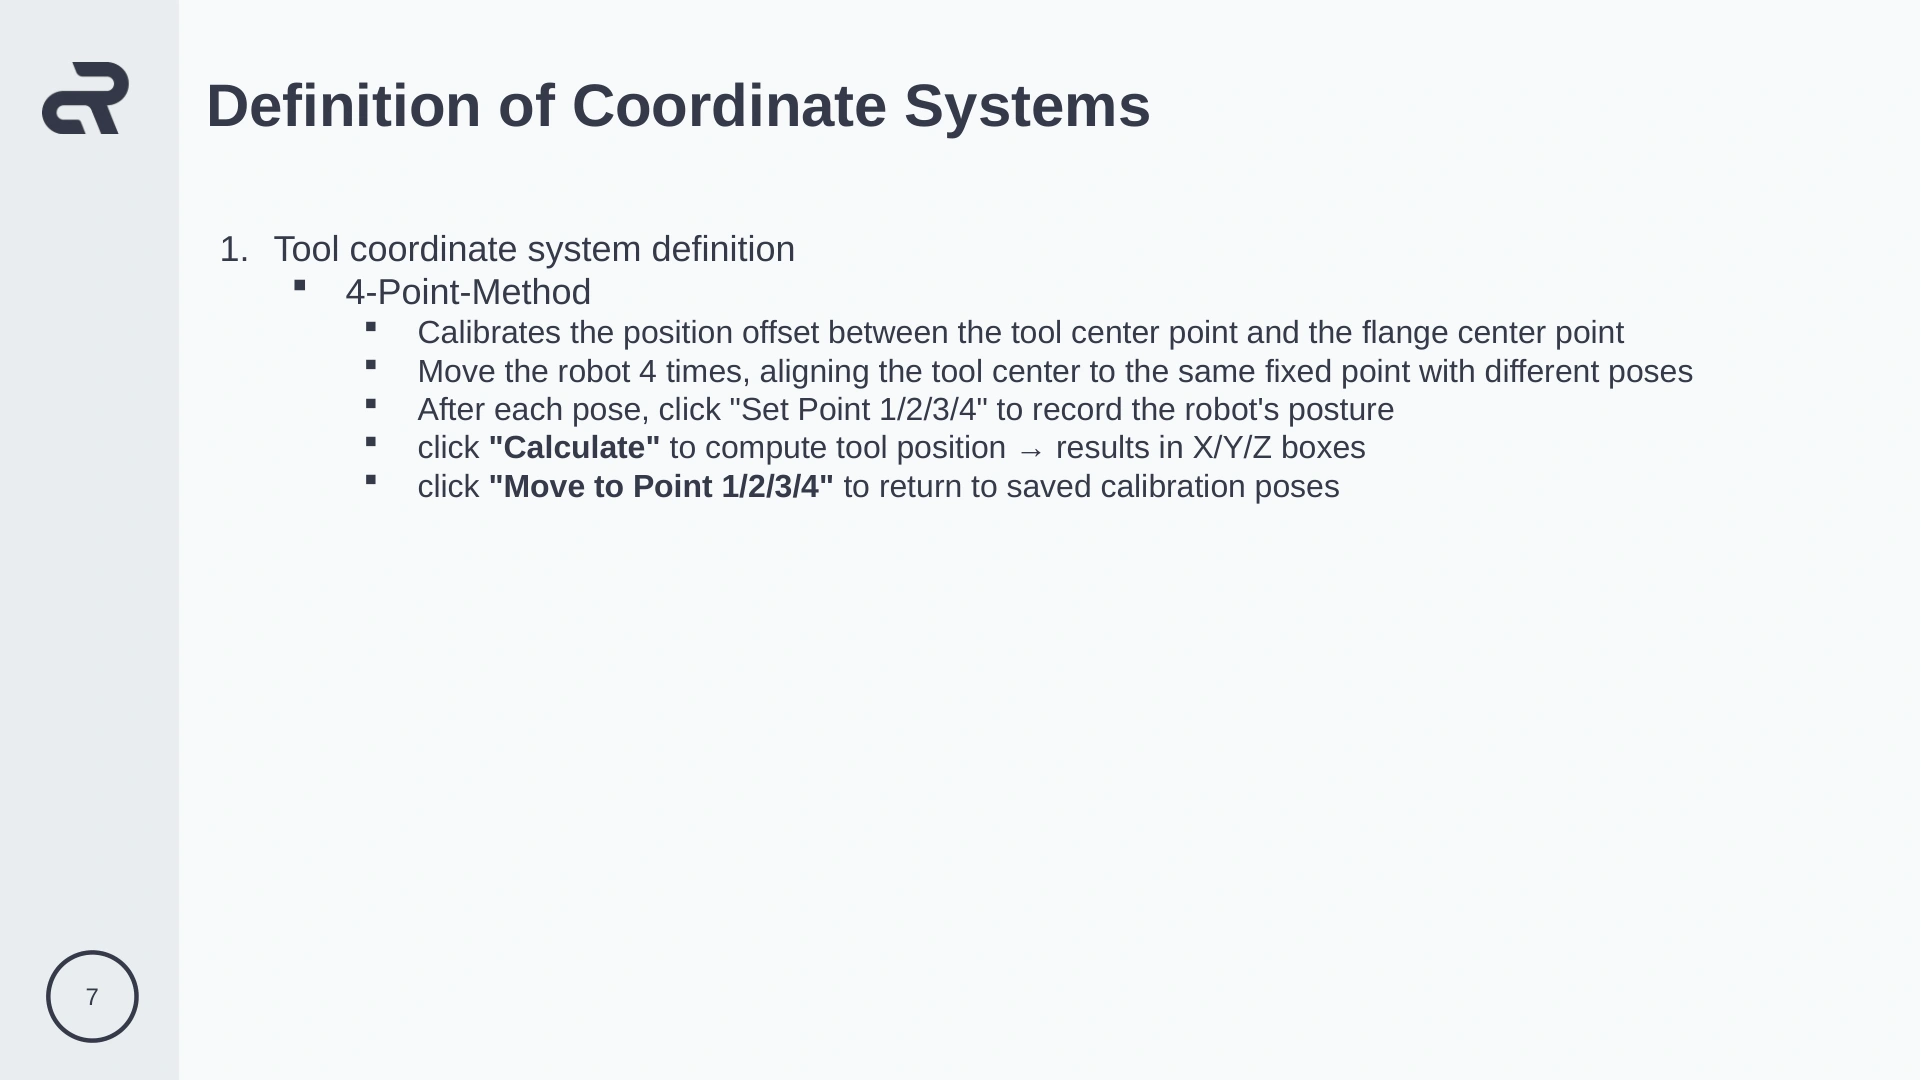 Definition of Coordinate Systems
1. Tool coordinate system definition
▪ 4-Point-Method
▪ Calibrates the position offset between the tool center point and the flange center point
▪ Move the robot 4 times, aligning the tool center to the same fixed point with different poses
▪ After each pose, click "Set Point 1/2/3/4" to record the robot's posture
▪ click "Calculate" to compute tool position → results in X/Y/Z boxes
▪ click "Move to Point 1/2/3/4" to return to saved calibration poses
7